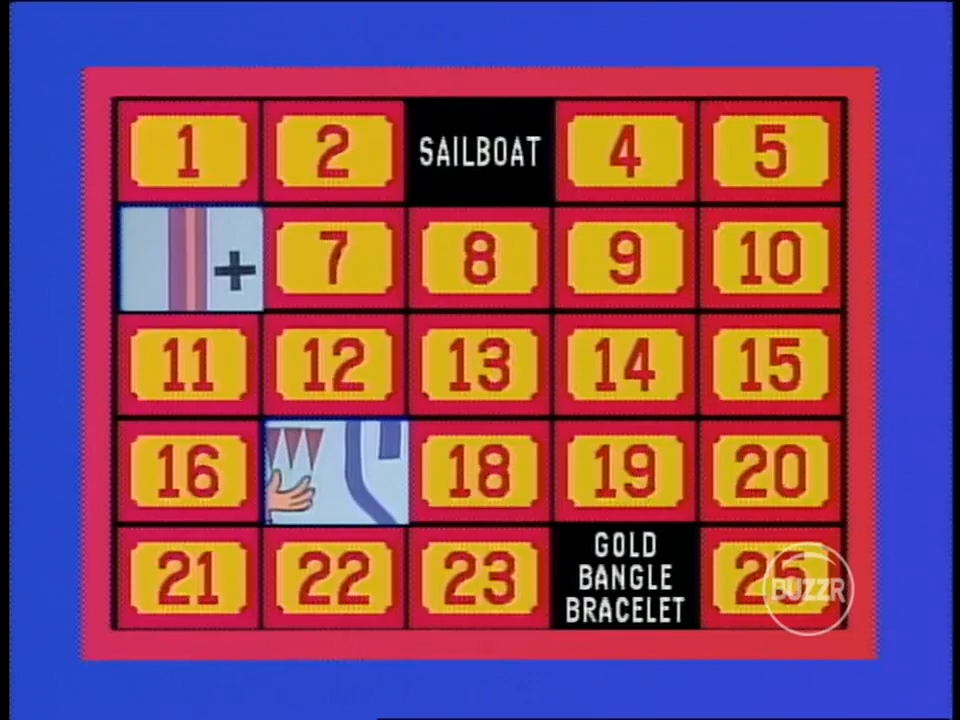 1 2 SAILBOAT 4 5
+ 7 8 9 10
11 12 13 14 15
16 18 19 20
21 22 23 GOLD
BANGLE
BRACELET 25
BUZZR